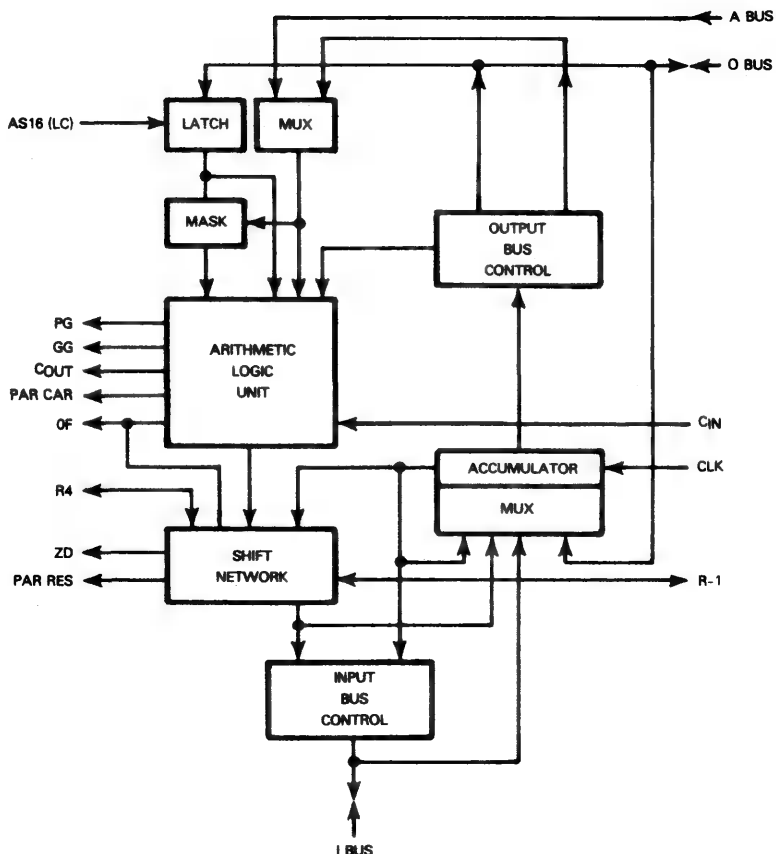 A BUS
O BUS
AS16 (LC)
LATCH
MUX
MASK
OUTPUT
BUS
CONTROL
PG
GG
COUT
PAR CAR
OF
ARITHMETIC
LOGIC
UNIT
CIN
ACCUMULATOR
CLK
MUX
R4
ZD
PAR RES
SHIFT
NETWORK
R-1
INPUT
BUS
CONTROL
I BUS